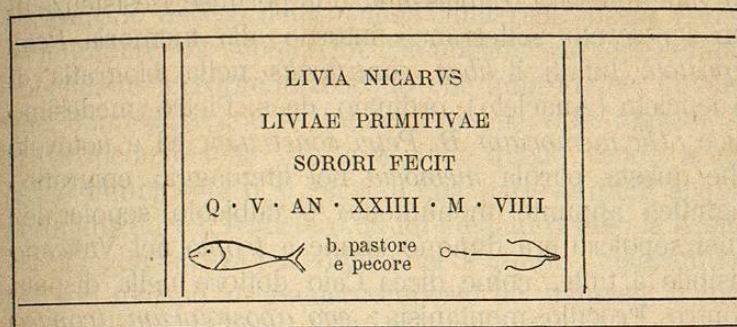 LIVIA NICARVS
LIVIAE PRIMITIVAE
SORORI FECIT
Q · V · AN · XXIIII · M · VIIII
b. pastore
e pecore